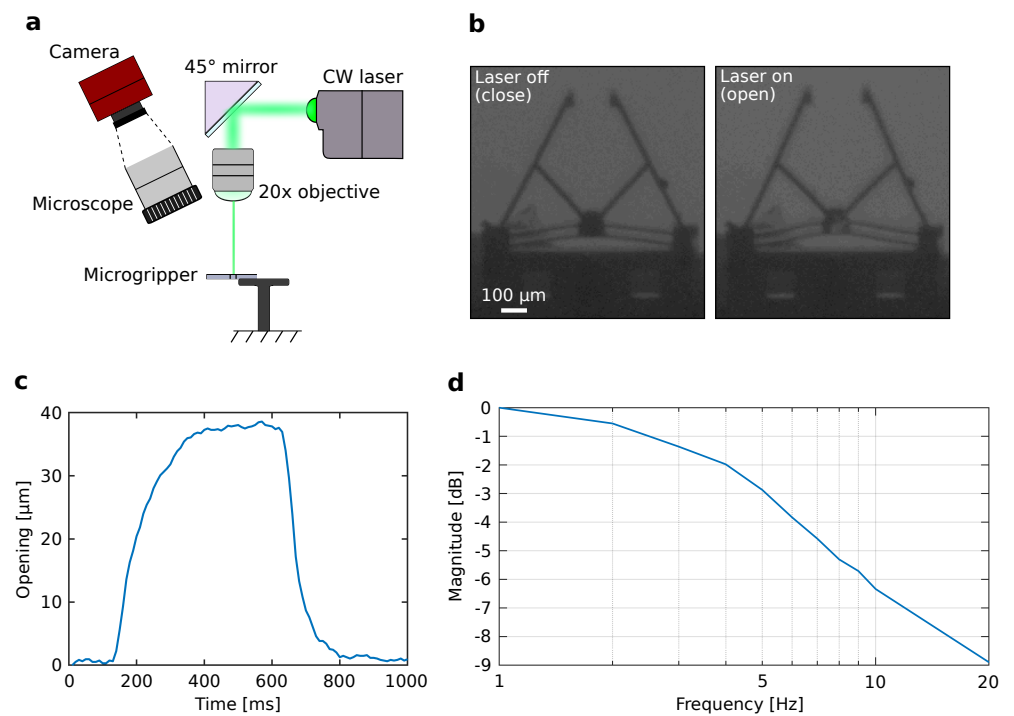 a
Camera
45° mirror
CW laser
Microscope
20x objective
Microgripper
b
Laser off
(close)
100 µm
Laser on
(open)
c
40
30
20
10
0
Opening [µm]
0 200 400 600 800 1000
Time [ms]
d
0
-1
-2
-3
-4
-5
-6
-7
-8
-9
Magnitude [dB]
1 5 10 20
Frequency [Hz]